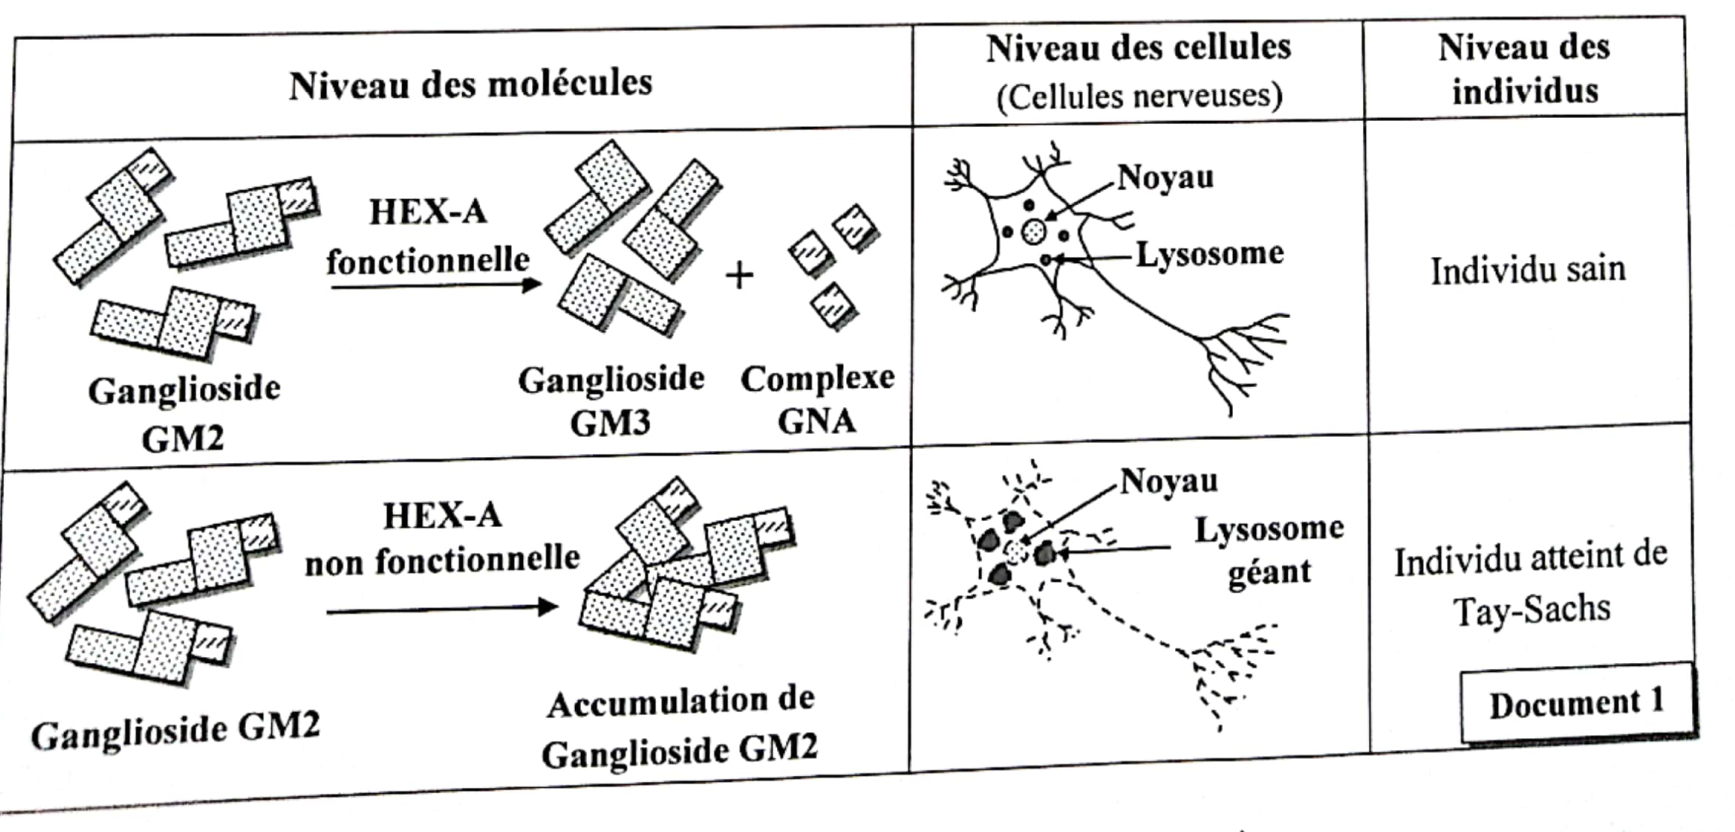 Niveau des molécules
Niveau des cellules
(Cellules nerveuses)
Niveau des
individus
HEX-A
fonctionnelle
+
Ganglioside
GM2
Ganglioside
GM3
Complexe
GNA
Noyau
Lysosome
Individu sain
HEX-A
non fonctionnelle
Ganglioside GM2
Accumulation de
Ganglioside GM2
Noyau
Lysosome
géant
Individu atteint de
Tay-Sachs
Document 1